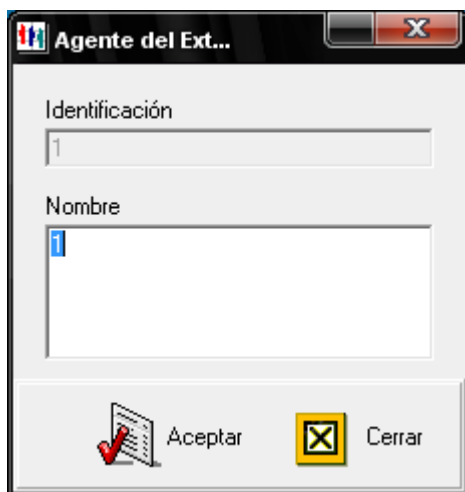 Agente del Ext...
Identificación
1
Nombre
1
Aceptar Cerrar